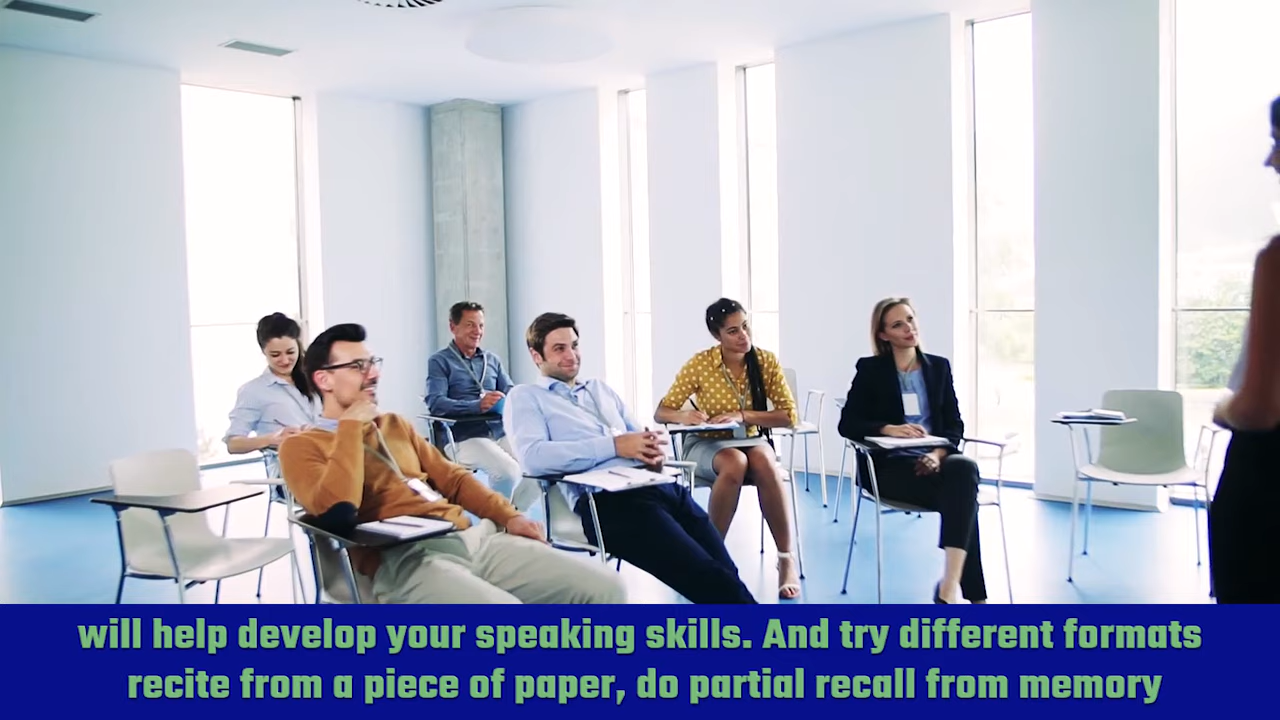 will help develop your speaking skills. And try different formats
recite from a piece of paper, do partial recall from memory